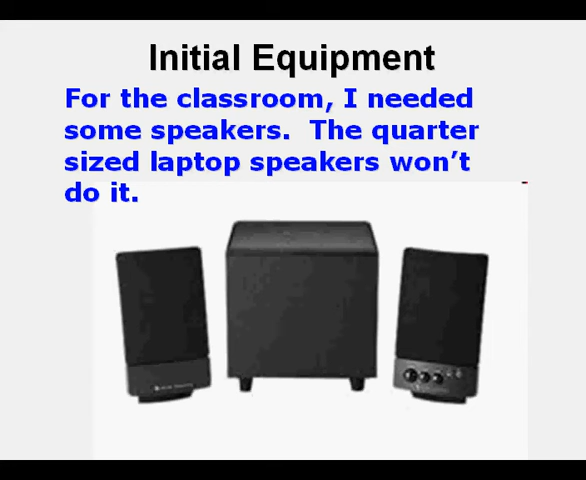 Initial Equipment
For the classroom, I needed
some speakers.  The quarter
sized laptop speakers won't
do it.